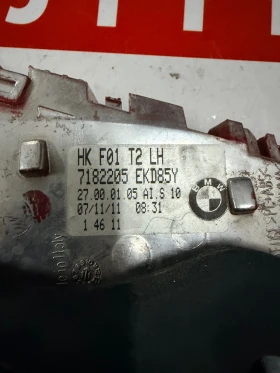 HK F01 T2 LH
7182205 EKD85Y
27.00.01.05 AI.S 10
07/11/11 08:31
1 46 11
BMW